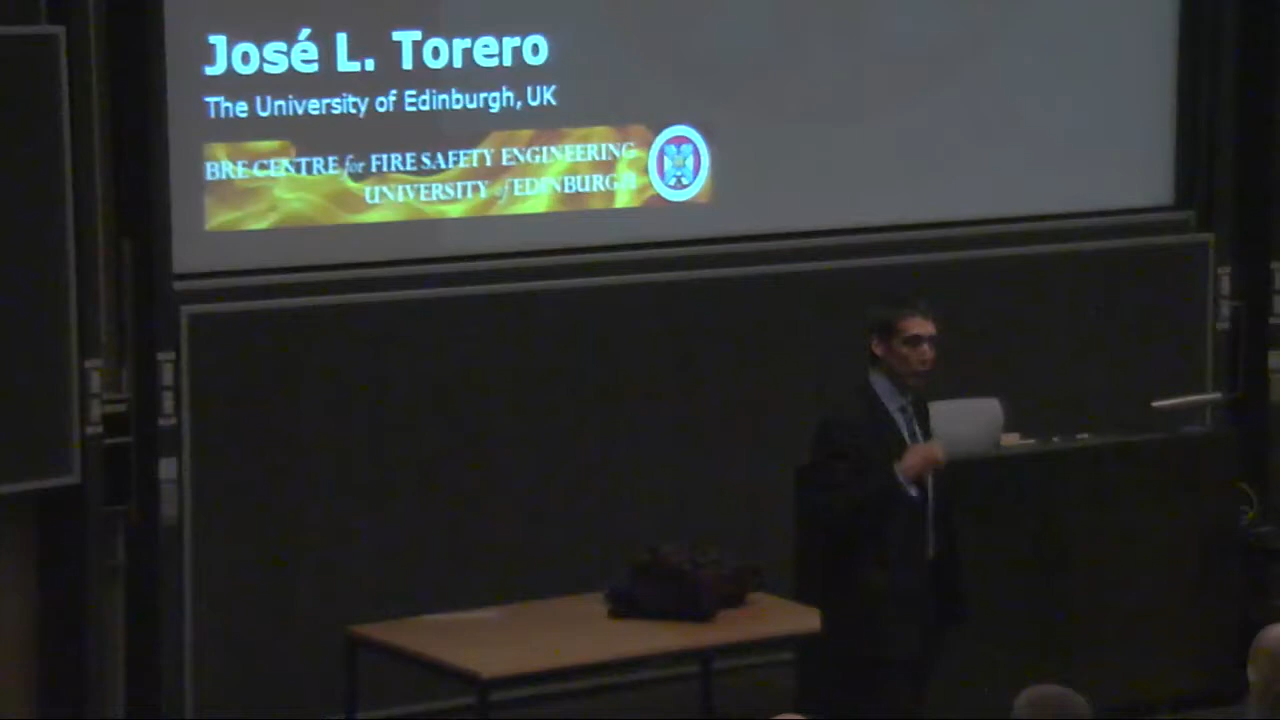 José L. Torero
The University of Edinburgh, UK
BRE CENTRE for FIRE SAFETY ENGINEERING
UNIVERSITY of EDINBURGH